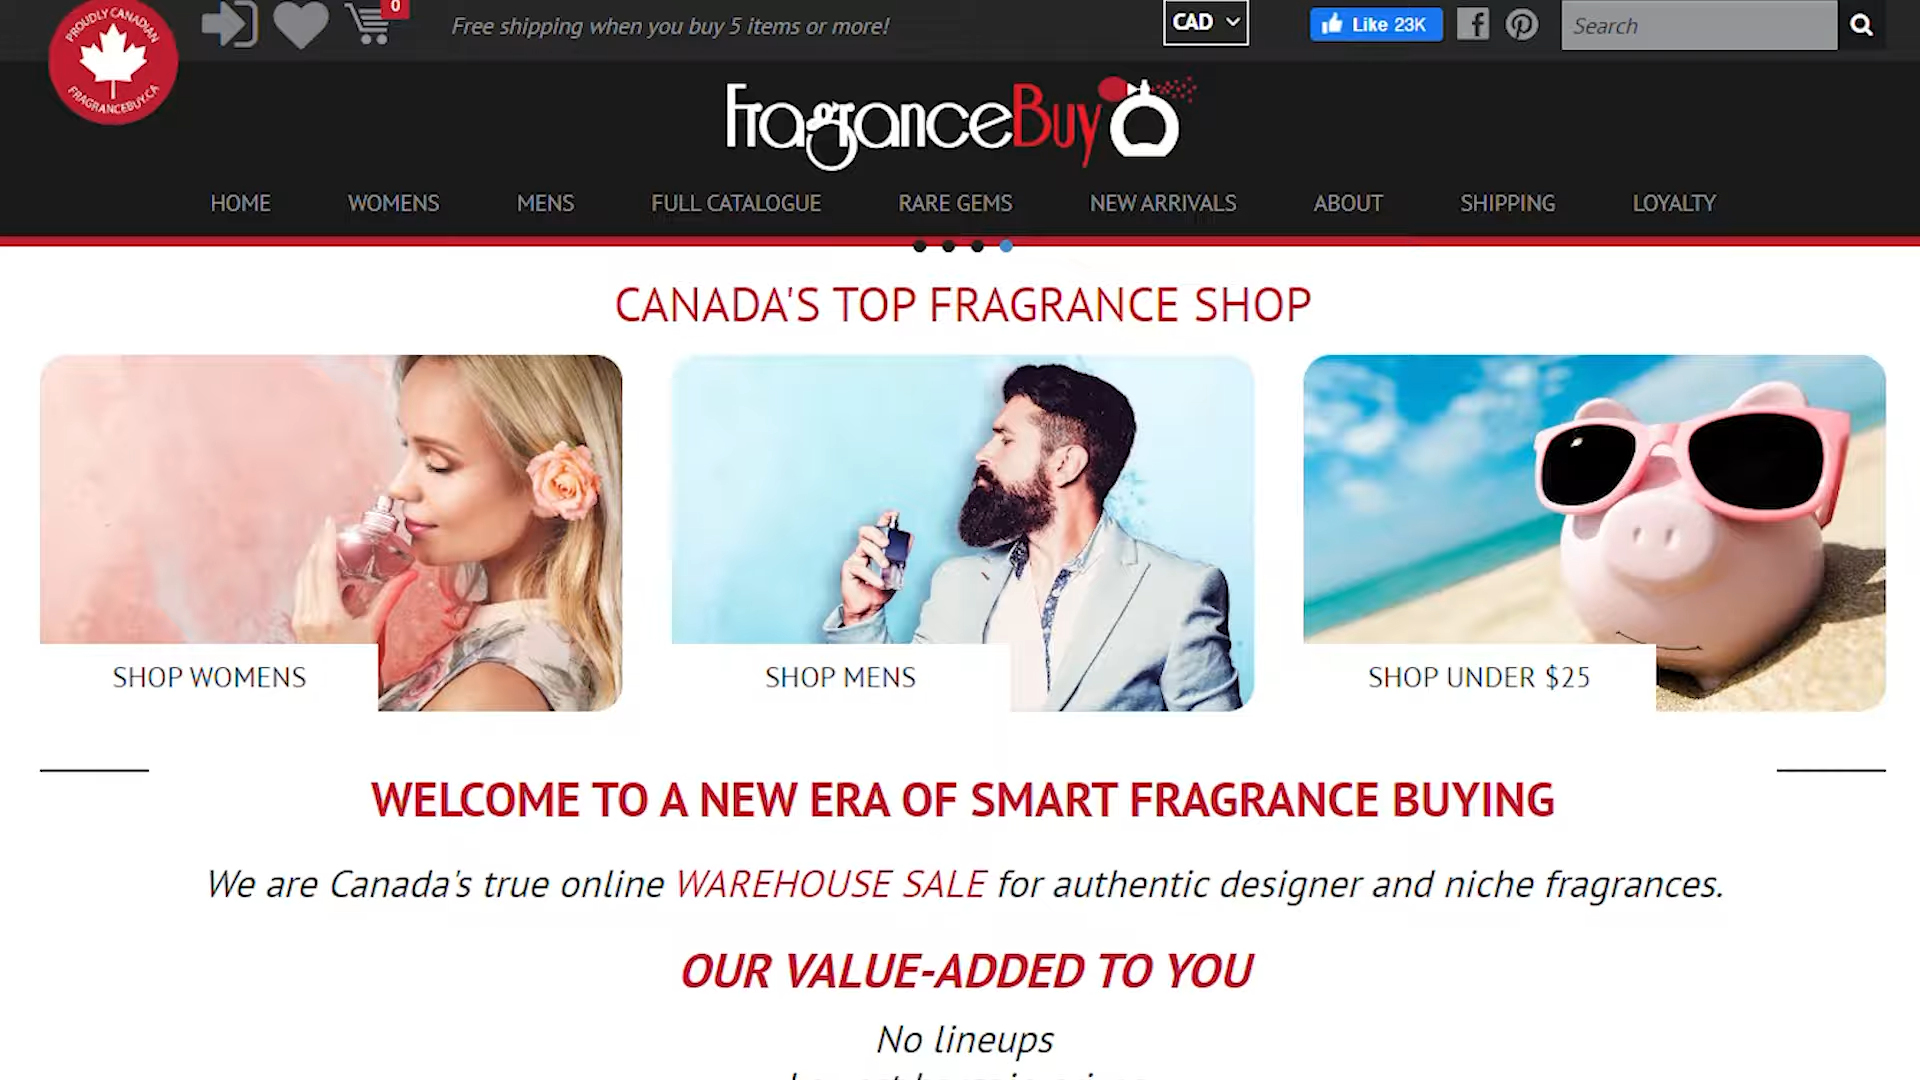 PROUDLY CANADIAN
FRAGRANCEBUY.CA
0
Free shipping when you buy 5 items or more!
CAD
Like 23K
Search
FragranceBuy
HOME WOMENS MENS FULL CATALOGUE RARE GEMS NEW ARRIVALS ABOUT SHIPPING LOYALTY
CANADA'S TOP FRAGRANCE SHOP
SHOP WOMENS
SHOP MENS
SHOP UNDER $25
WELCOME TO A NEW ERA OF SMART FRAGRANCE BUYING
We are Canada's true online WAREHOUSE SALE for authentic designer and niche fragrances.
OUR VALUE-ADDED TO YOU
No lineups